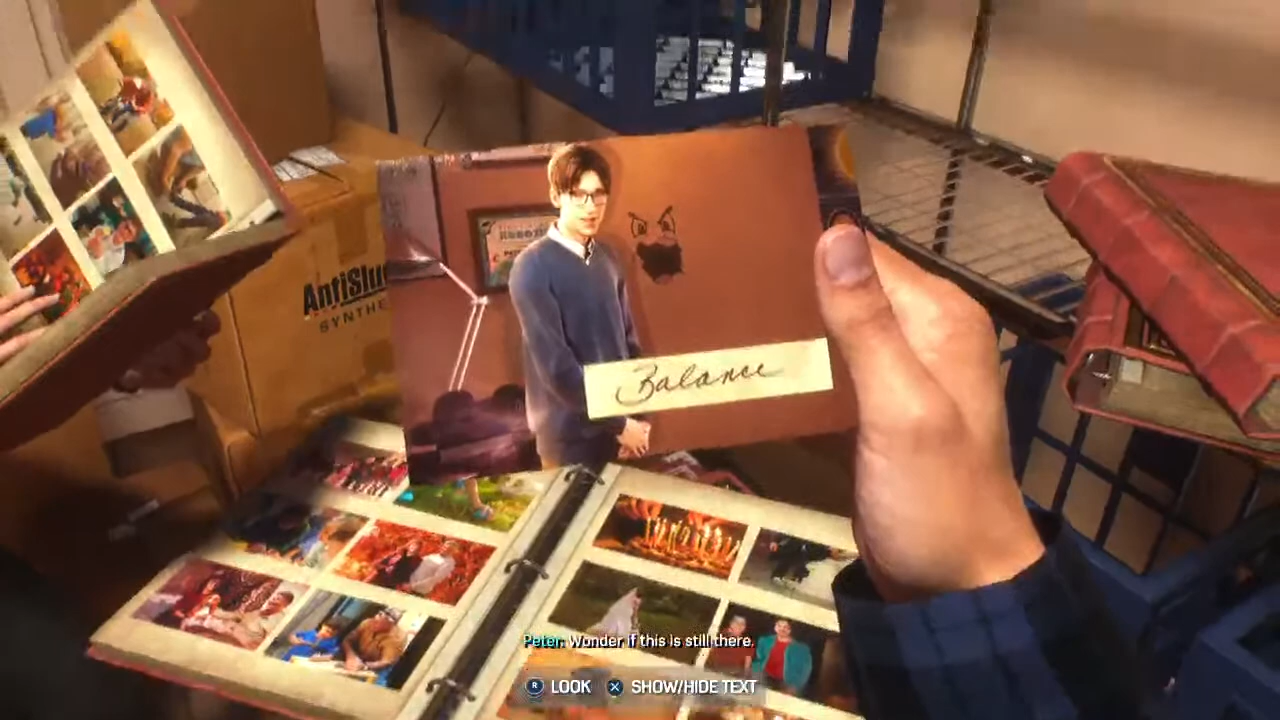 AntiSlu
SYNTHE
Balance
Peter: Wonder if this is still there.
R LOOK X SHOW/HIDE TEXT